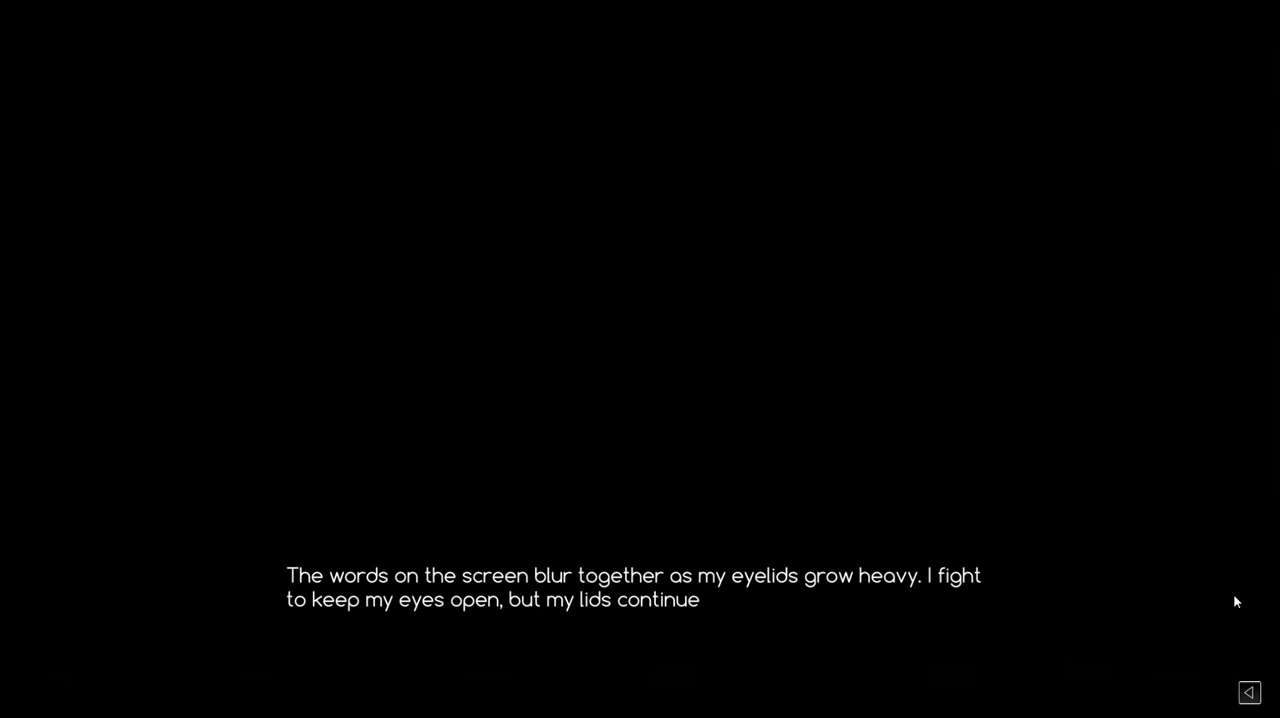 The words on the screen blur together as my eyelids grow heavy. I fight
to keep my eyes open, but my lids continue